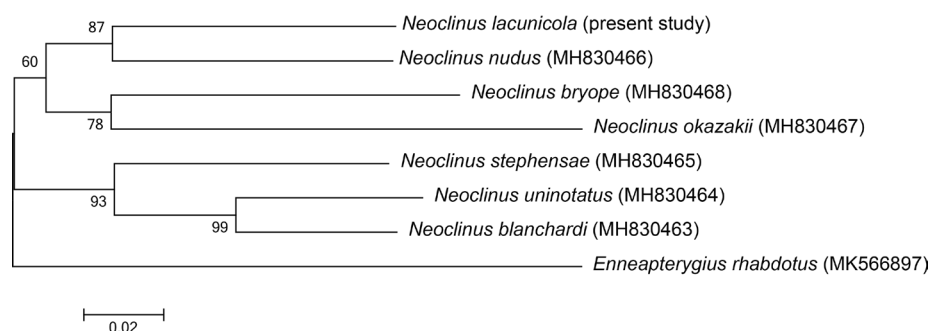 87
Neoclinus lacunicola (present study)
60
Neoclinus nudus (MH830466)
Neoclinus bryope (MH830468)
78
Neoclinus okazakii (MH830467)
Neoclinus stephensae (MH830465)
93
Neoclinus uninotatus (MH830464)
99
Neoclinus blanchardi (MH830463)
Enneapterygius rhabdotus (MK566897)
0.02